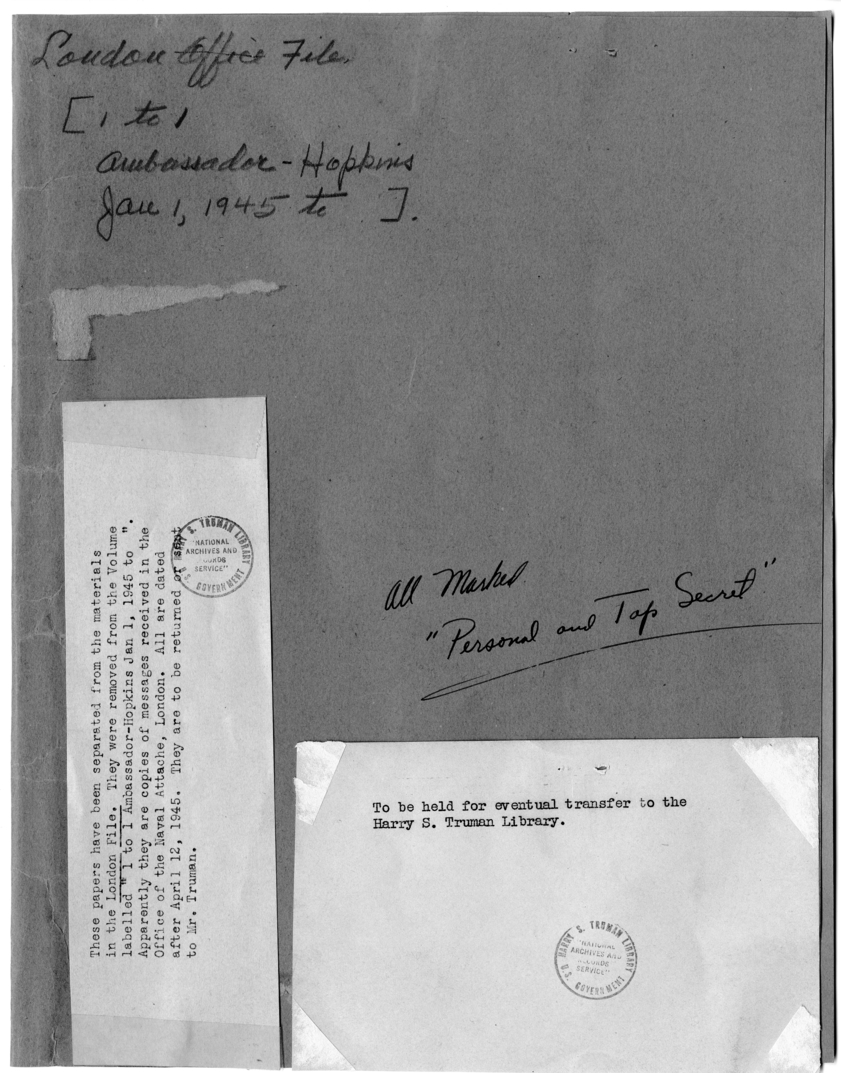 London Office File.
[1 to 1
Ambassador - Hopkins
Jan 1, 1945 to ].
These papers have been separated from the materials
in the London File. They were removed from the Volume
labelled " 1 to 1 Ambassador-Hopkins Jan 1, 1945 to ".
Apparently they are copies of messages received in the
Office of the Naval Attache, London. All are dated
after April 12, 1945. They are to be returned or sent
to Mr. Truman.
HARRY S. TRUMAN LIBRARY
"NATIONAL
ARCHIVES AND
RECORDS
SERVICE"
U.S. GOVERNMENT
All Marked
"Personal and Top Secret"
To be held for eventual transfer to the
Harry S. Truman Library.
HARRY S. TRUMAN LIBRARY
"NATIONAL
ARCHIVES AND
RECORDS
SERVICE"
U.S. GOVERNMENT